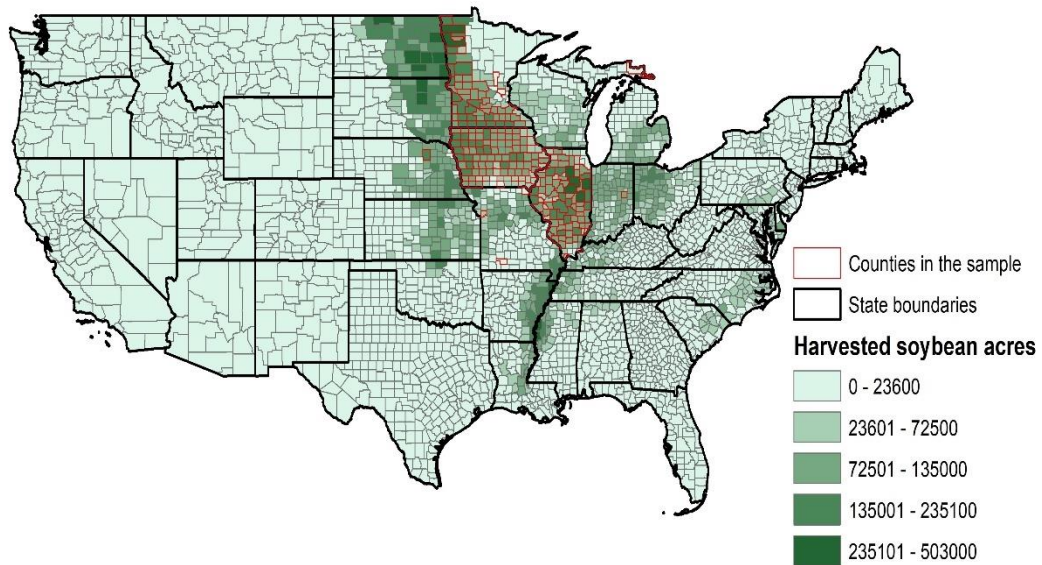 Counties in the sample
State boundaries
Harvested soybean acres
0 - 23600
23601 - 72500
72501 - 135000
135001 - 235100
235101 - 503000